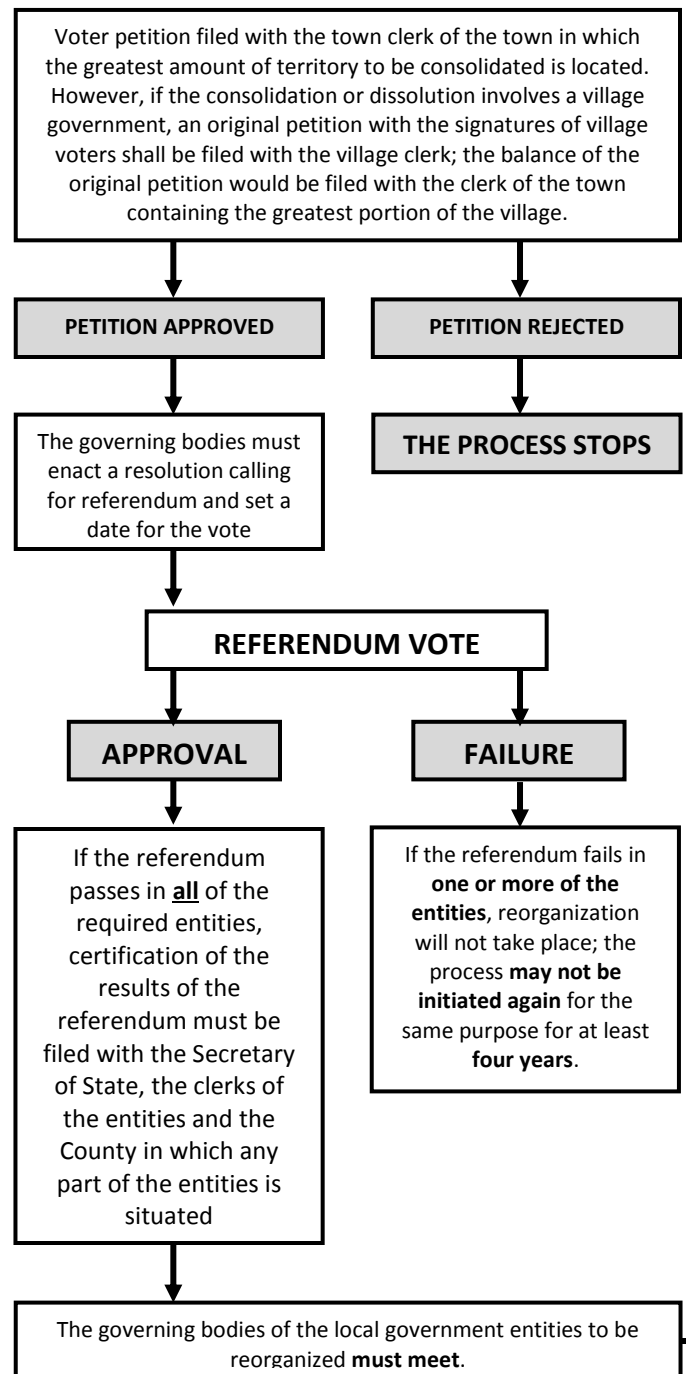 Voter petition filed with the town clerk of the town in which
the greatest amount of territory to be consolidated is located.
However, if the consolidation or dissolution involves a village
government, an original petition with the signatures of village
voters shall be filed with the village clerk; the balance of the
original petition would be filed with the clerk of the town
containing the greatest portion of the village.
PETITION APPROVED
PETITION REJECTED
The governing bodies must
enact a resolution calling
for referendum and set a
date for the vote
THE PROCESS STOPS
REFERENDUM VOTE
APPROVAL
FAILURE
If the referendum
passes in all of the
required entities,
certification of the
results of the
referendum must be
filed with the Secretary
of State, the clerks of
the entities and the
County in which any
part of the entities is
situated
If the referendum fails in
one or more of the
entities, reorganization
will not take place; the
process may not be
initiated again for the
same purpose for at least
four years.
The governing bodies of the local government entities to be
reorganized must meet.